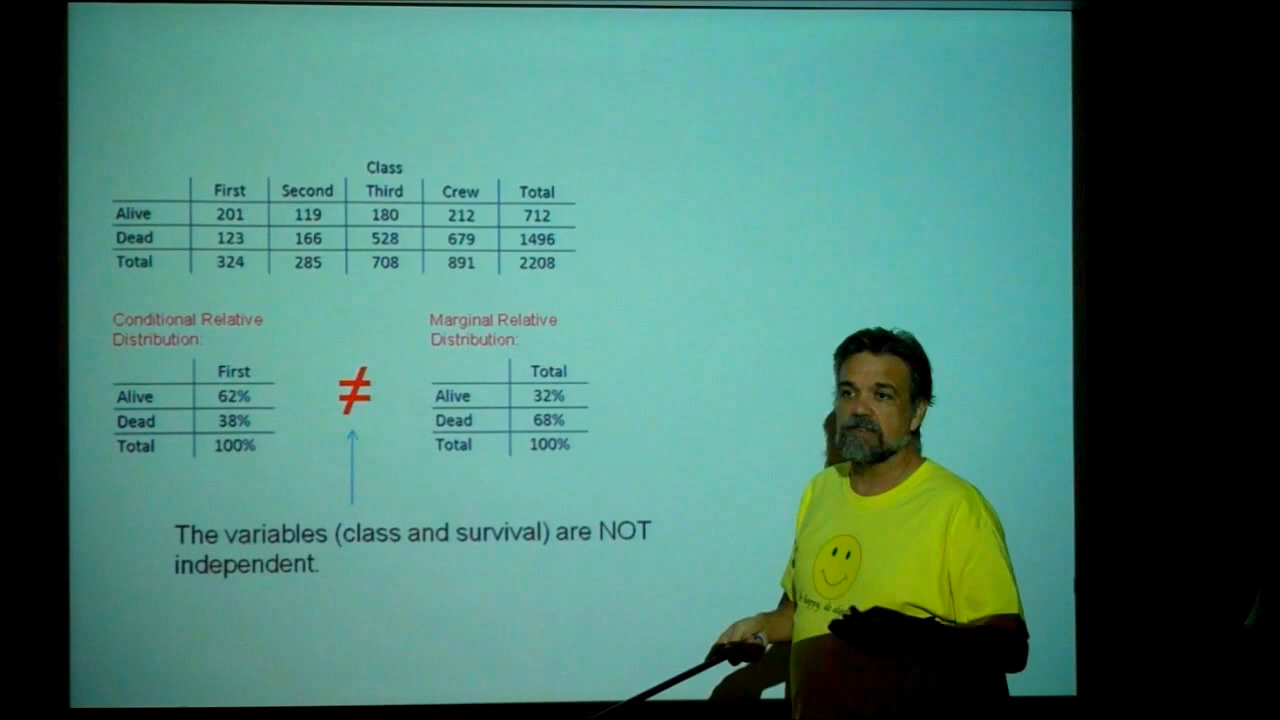 Class
First Second Third Crew Total
Alive 201 119 180 212 712
Dead 123 166 528 679 1496
Total 324 285 708 891 2208
Conditional Relative
Distribution:
First
Alive 62%
Dead 38%
Total 100%
≠
Marginal Relative
Distribution:
Total
Alive 32%
Dead 68%
Total 100%
The variables (class and survival) are NOT
independent.
happy, do